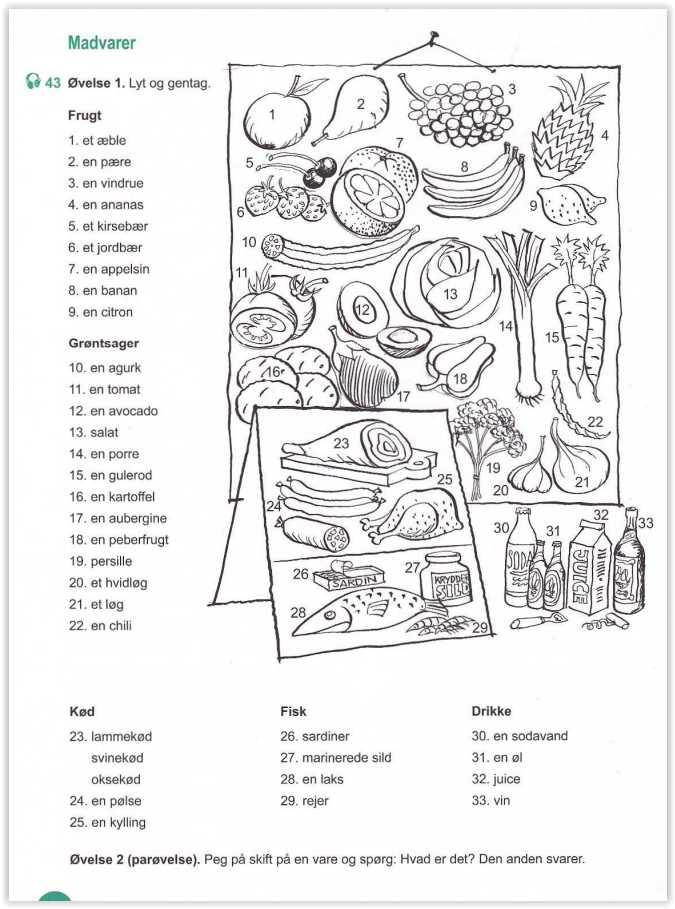 Madvarer
43 Øvelse 1. Lyt og gentag.
Frugt
1. et æble
2. en pære
3. en vindrue
4. en ananas
5. et kirsebær
6. et jordbær
7. en appelsin
8. en banan
9. en citron
Grøntsager
10. en agurk
11. en tomat
12. en avocado
13. salat
14. en porre
15. en gulerod
16. en kartoffel
17. en aubergine
18. en peberfrugt
19. persille
20. et hvidløg
21. et løg
22. en chili
1
2
3
4
5
6
7
8
9
10
11
12
13
14
15
16
17
18
19
20
21
22
23
24
25
26
SARDIN
27
KRYDDER
SILD
28
29
30
SODA
31
32
JUICE
33
Kød
23. lammekød
svinekød
oksekød
24. en pølse
25. en kylling
Fisk
26. sardiner
27. marinerede sild
28. en laks
29. rejer
Drikke
30. en sodavand
31. en øl
32. juice
33. vin
Øvelse 2 (parøvelse). Peg på skift på en vare og spørg: Hvad er det? Den anden svarer.